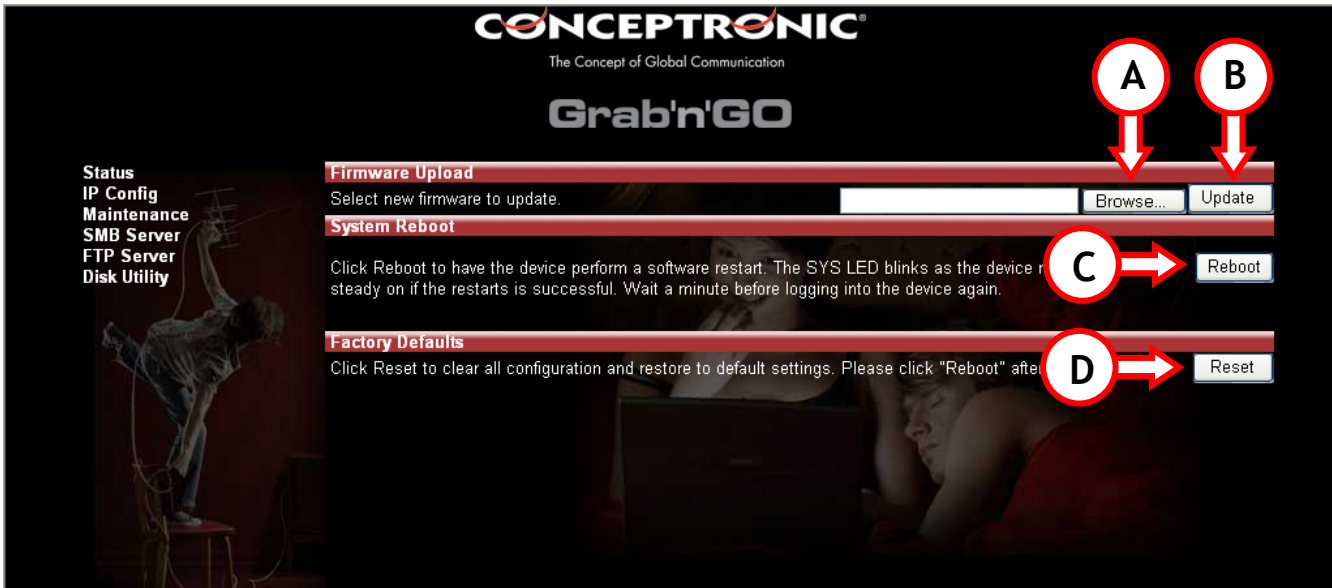 CONCEPTRONIC®
The Concept of Global Communication
Grab'n'GO
A
B
Status
IP Config
Maintenance
SMB Server
FTP Server
Disk Utility
Firmware Upload
Select new firmware to update.
Browse...
Update
System Reboot
Click Reboot to have the device perform a software restart. The SYS LED blinks as the device
steady on if the restarts is successful. Wait a minute before logging into the device again.
C
Reboot
Factory Defaults
Click Reset to clear all configuration and restore to default settings. Please click "Reboot" after
D
Reset